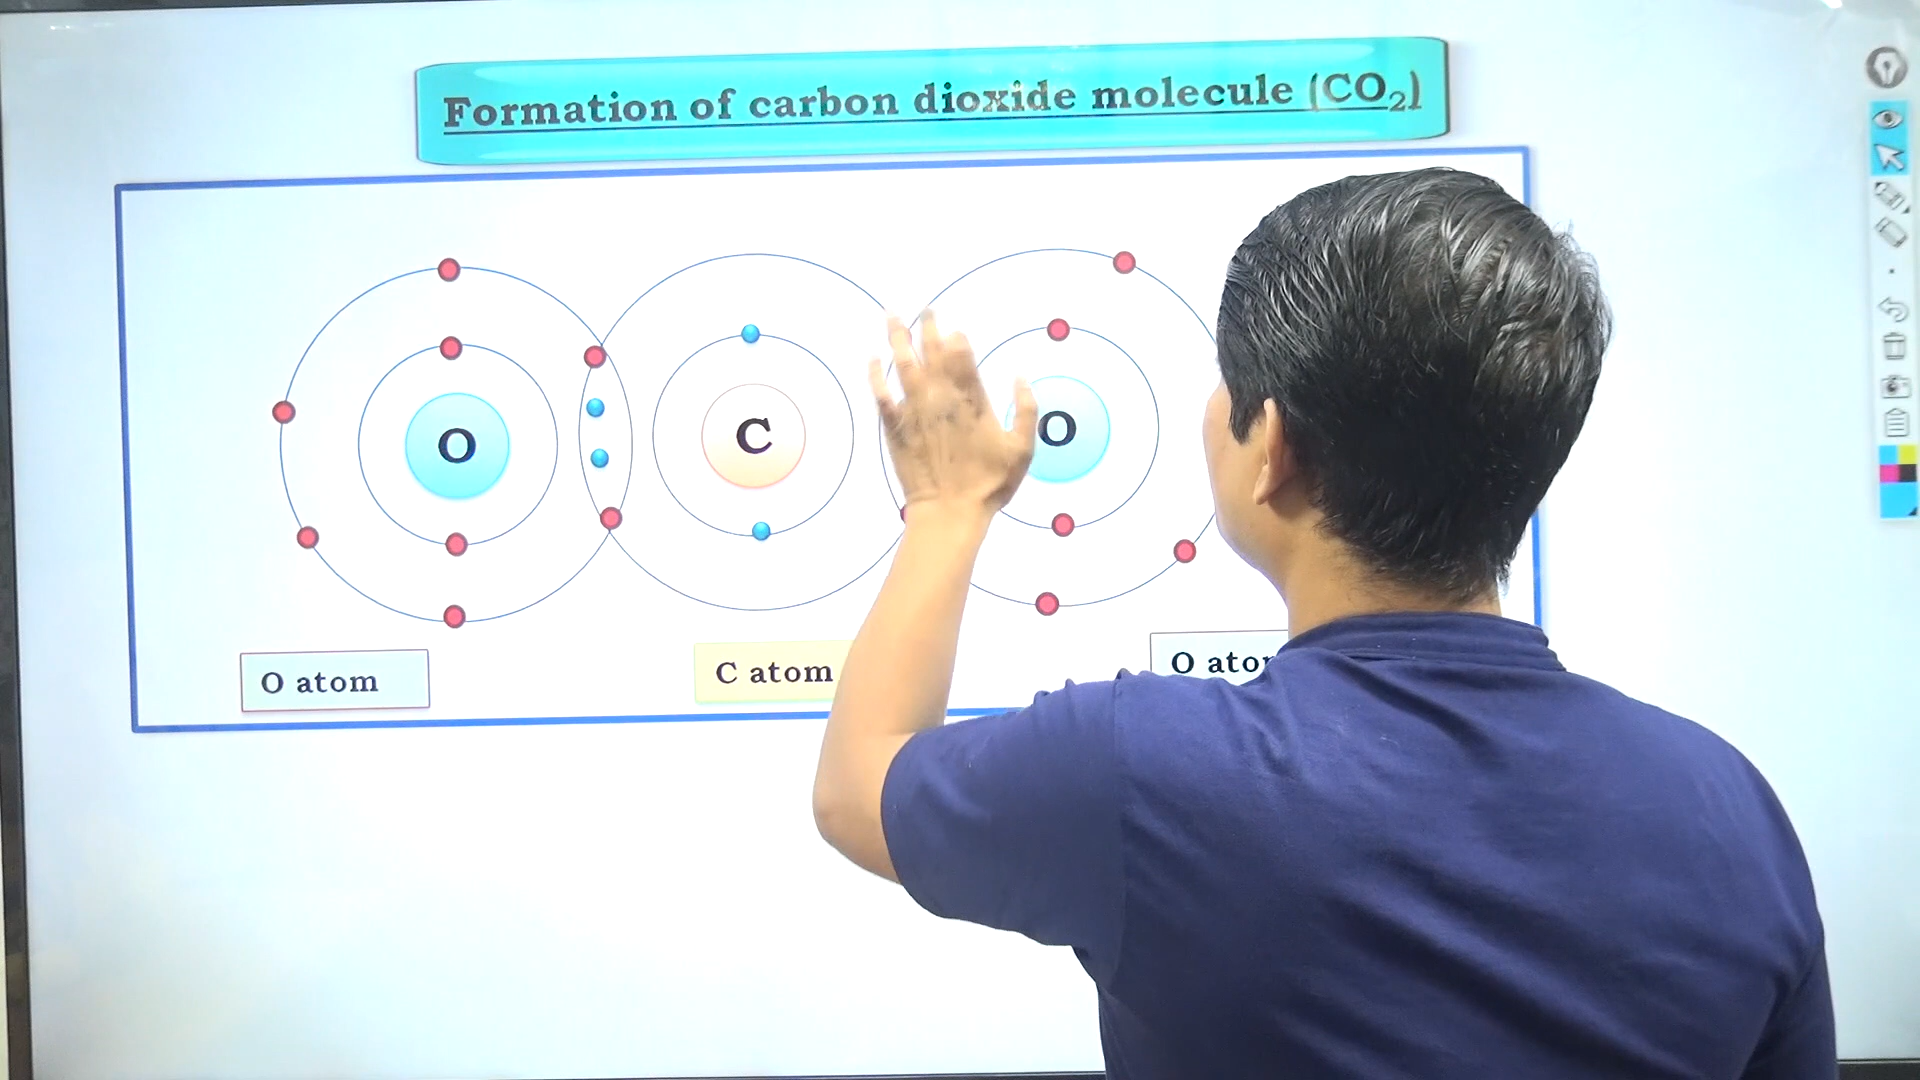 Formation of carbon dioxide molecule (CO₂)
O
C
O
O atom
C atom
O